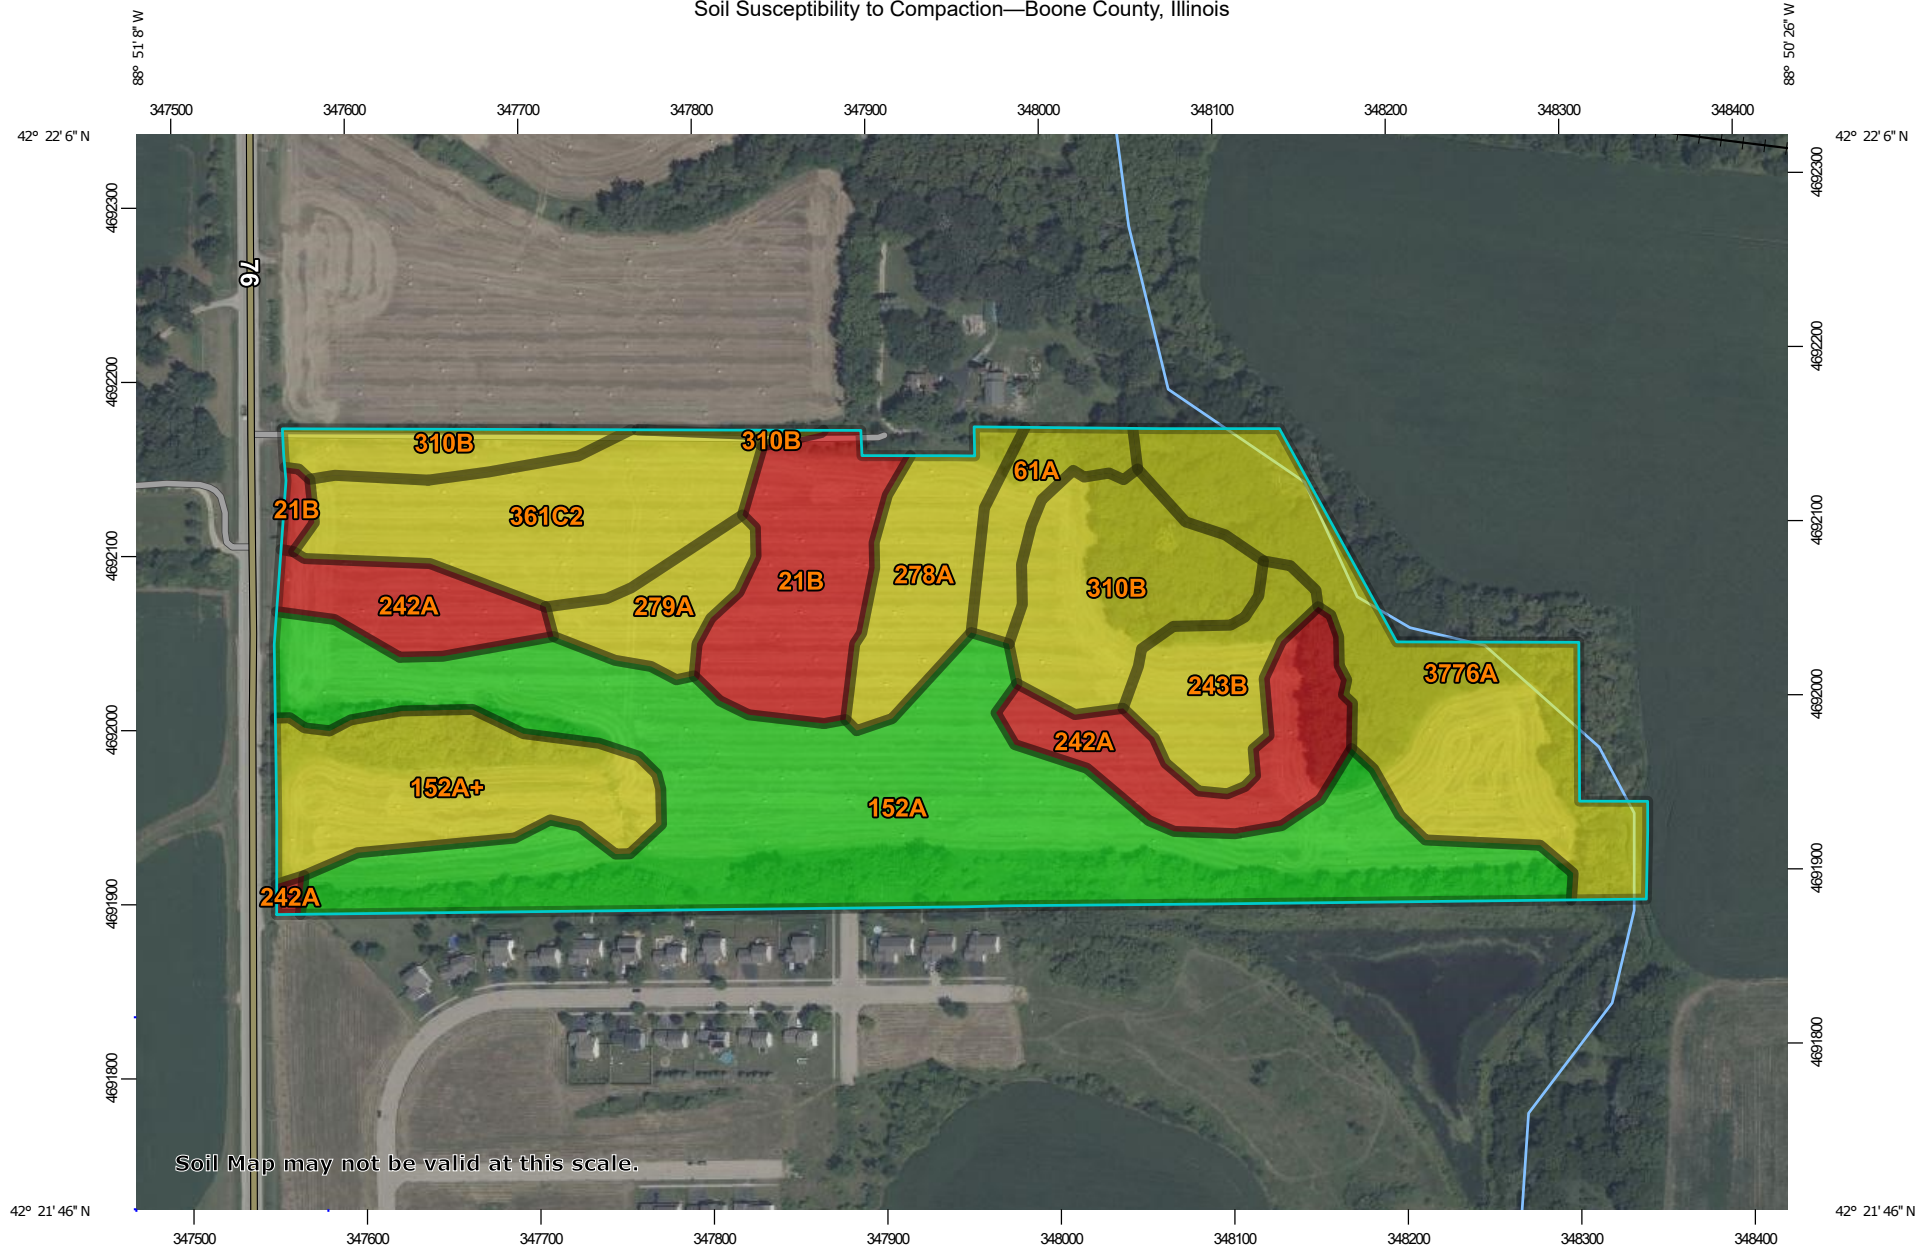 Soil Susceptibility to Compaction—Boone County, Illinois
88° 51' 8'' W
88° 50' 26'' W
347500 347600 347700 347800 347900 348000 348100 348200 348300 348400
42° 22' 6'' N
42° 22' 6'' N
4692300
4692300
76
4692200
4692200
310B
310B
61A
21B
361C2
4692100
4692100
278A
21B
310B
242A
279A
3776A
243B
4692000
4692000
242A
152A+
152A
242A
4691900
4691900
4691800
4691800
Soil Map may not be valid at this scale.
42° 21' 46'' N
42° 21' 46'' N
347500 347600 347700 347800 347900 348000 348100 348200 348300 348400